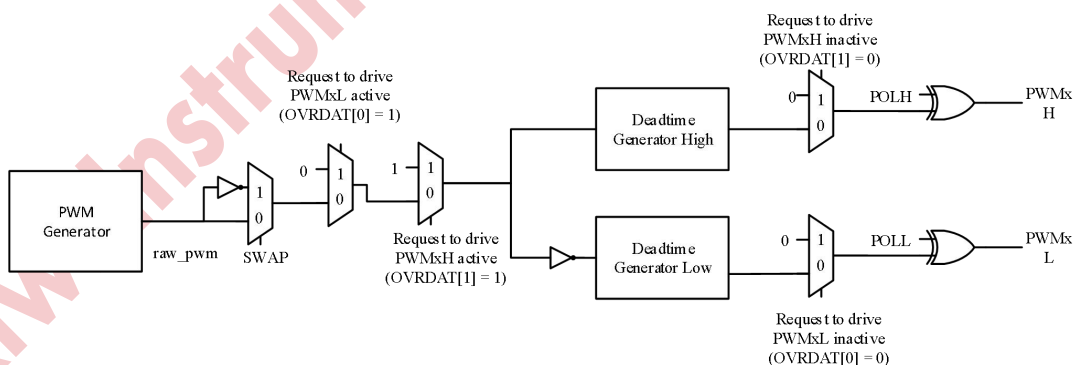 Request to drive
PWMxH inactive
(OVRDAT[1] = 0)
Request to drive
PWMxL active
(OVRDAT[0] = 1)
0
1
0
POLH
PWMx
H
Deadtime
Generator High
0
1
0
1
1
0
PWM
Generator
raw_pwm
1
0
SWAP
Request to drive
PWMxH active
(OVRDAT[1] = 1)
Deadtime
Generator Low
0
1
0
POLL
PWMx
L
Request to drive
PWMxL inactive
(OVRDAT[0] = 0)